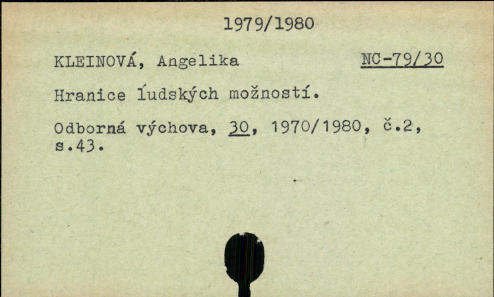 1979/1980
KLEINOVÁ, Angelika NC-79/30
Hranice ĺudských možností.
Odborná výchova, 30, 1970/1980, č.2,
s.43.